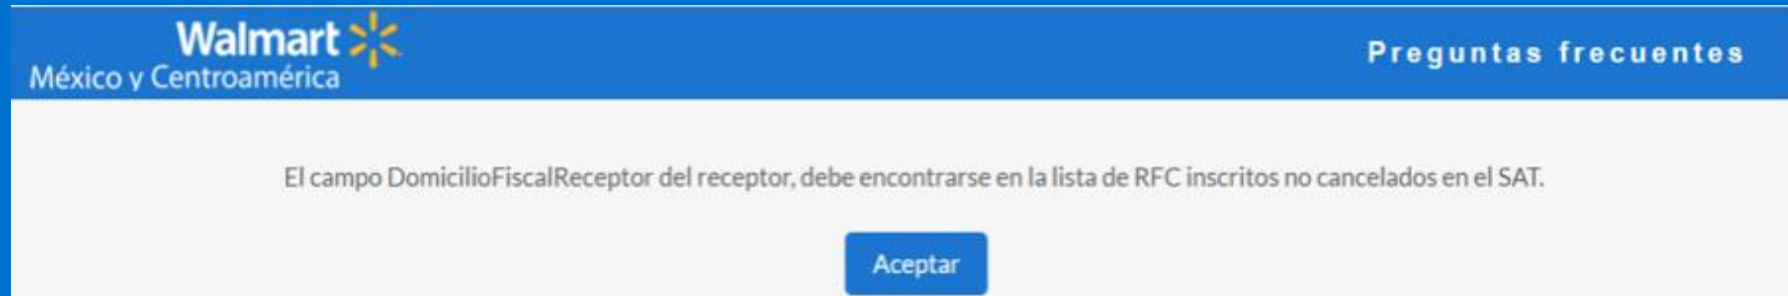 Walmart
México y Centroamérica
Preguntas frecuentes
El campo DomicilioFiscalReceptor del receptor, debe encontrarse en la lista de RFC inscritos no cancelados en el SAT.
Aceptar